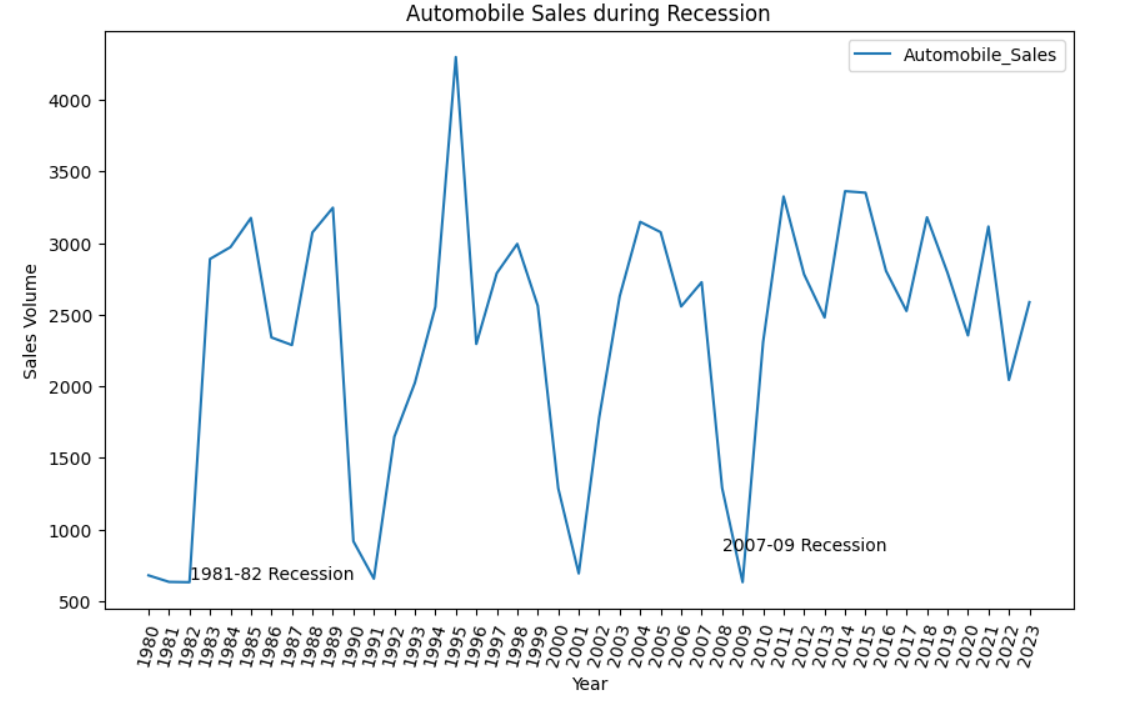 Automobile Sales during Recession
Automobile_Sales
Sales Volume
4000
3500
3000
2500
2000
1500
1000
500
1981-82 Recession
2007-09 Recession
1980 1981 1982 1983 1984 1985 1986 1987 1988 1989 1990 1991 1992 1993 1994 1995 1996 1997 1998 1999 2000 2001 2002 2003 2004 2005 2006 2007 2008 2009 2010 2011 2012 2013 2014 2015 2016 2017 2018 2019 2020 2021 2022 2023
Year